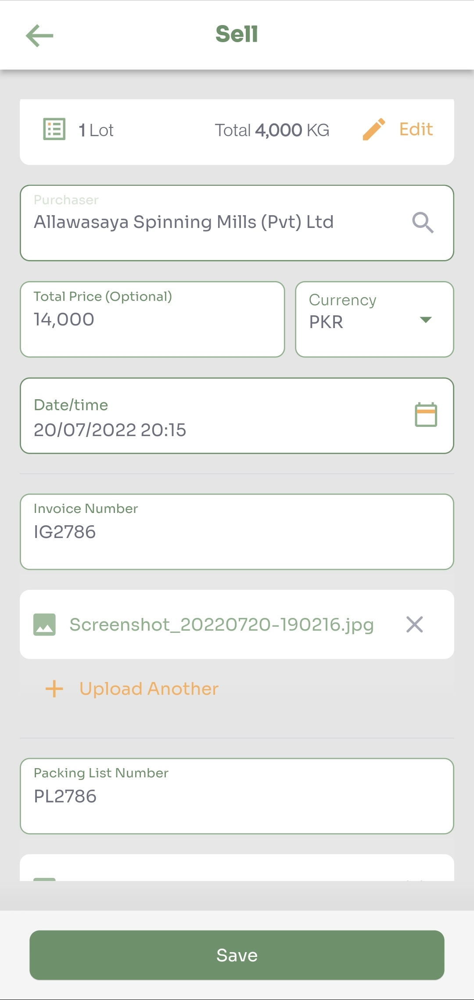 Sell
1 Lot Total 4,000 KG Edit
Purchaser
Allawasaya Spinning Mills (Pvt) Ltd
Total Price (Optional)
14,000
Currency
PKR
Date/time
20/07/2022 20:15
Invoice Number
IG2786
Screenshot_20220720-190216.jpg
Upload Another
Packing List Number
PL2786
Save